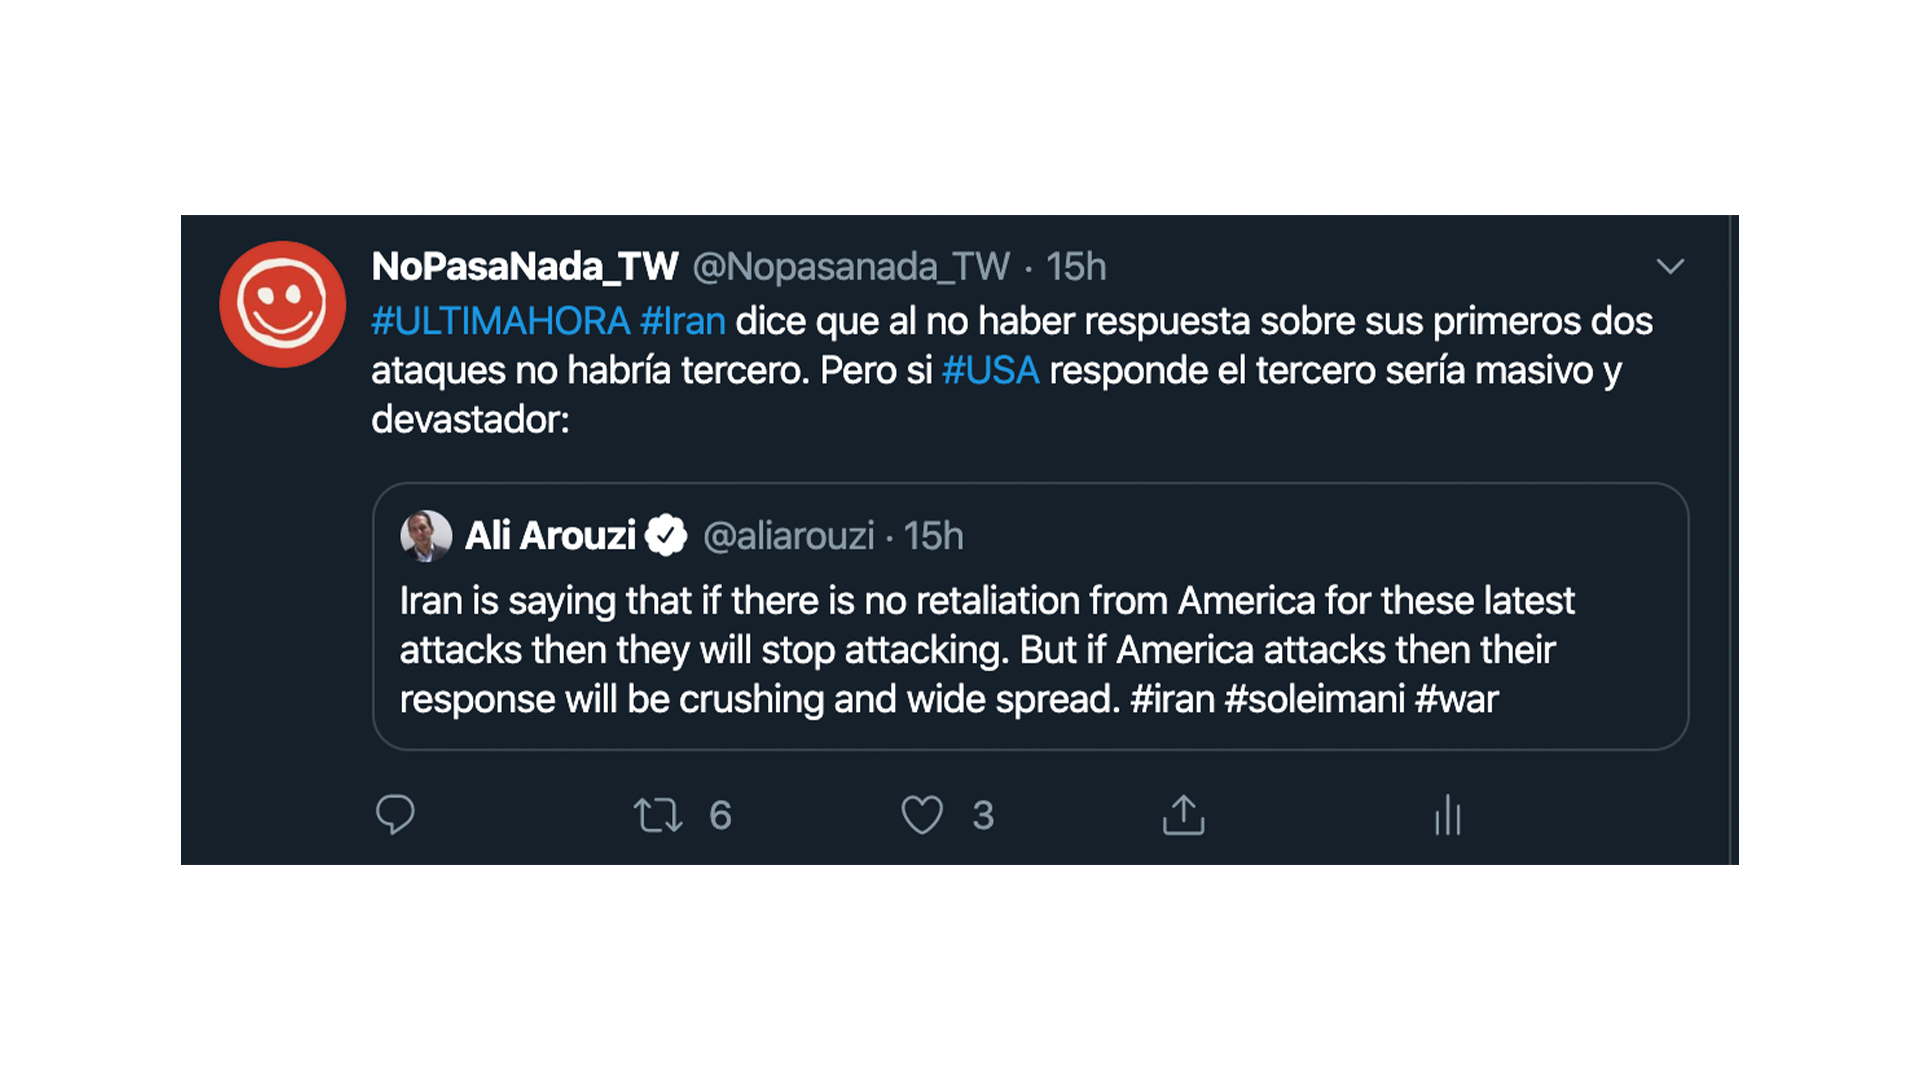 NoPasaNada_TW @Nopasanada_TW · 15h
#ULTIMAHORA #Iran dice que al no haber respuesta sobre sus primeros dos
ataques no habría tercero. Pero si #USA responde el tercero sería masivo y
devastador:
Ali Arouzi @aliarouzi · 15h
Iran is saying that if there is no retaliation from America for these latest
attacks then they will stop attacking. But if America attacks then their
response will be crushing and wide spread. #iran #soleimani #war
6 3